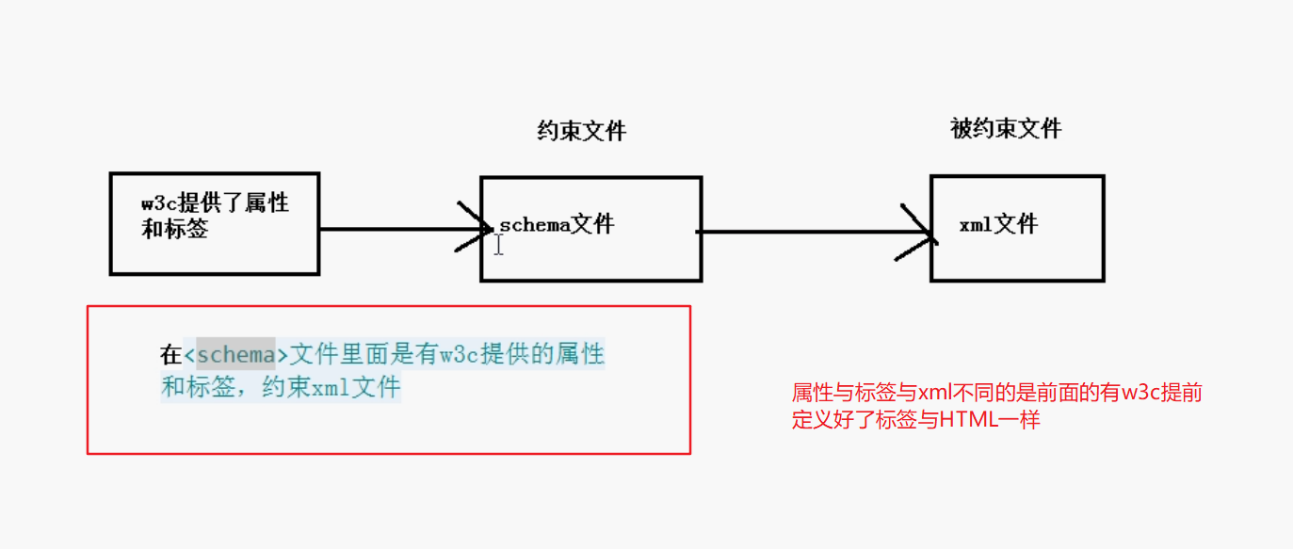 约束文件
被约束文件
w3c提供了属性
和标签
schema文件
xml文件
在<schema>文件里面是有w3c提供的属性
和标签，约束xml文件
属性与标签与xml不同的是前面的有w3c提前
定义好了标签与HTML一样